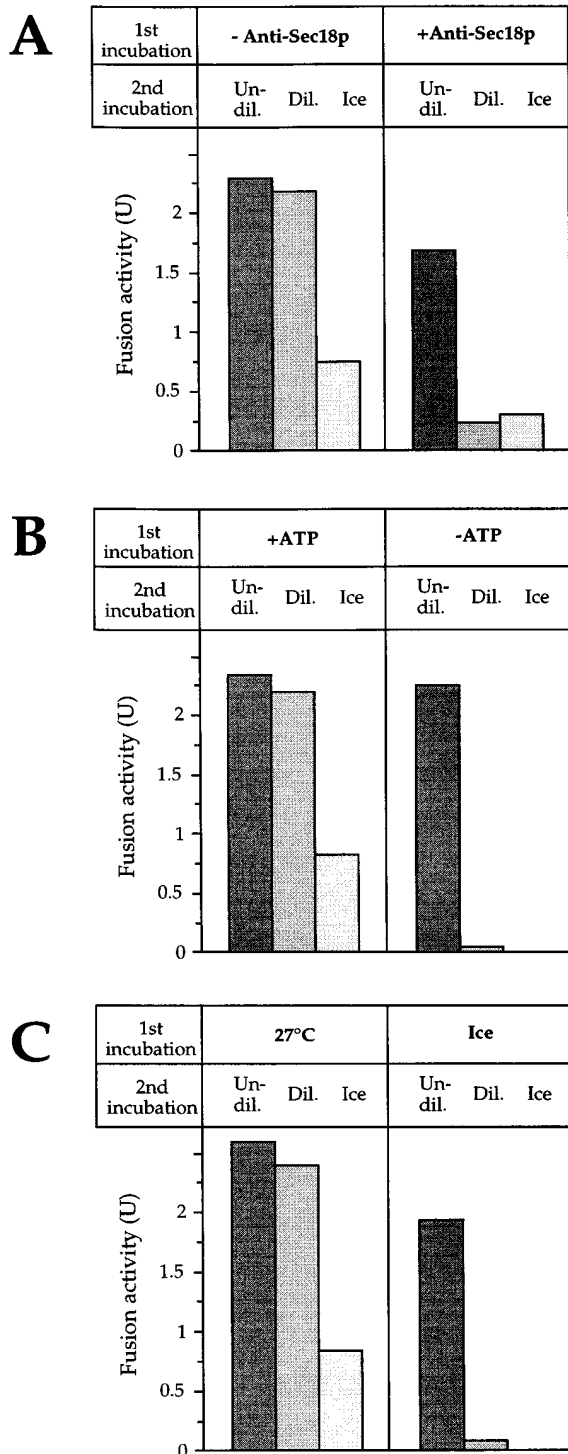 A
1st incubation - Anti-Sec18p +Anti-Sec18p
2nd incubation Un-dil. Dil. Ice Un-dil. Dil. Ice
Fusion activity (U)
2
1.5
1
0.5
0
B
1st incubation +ATP -ATP
2nd incubation Un-dil. Dil. Ice Un-dil. Dil. Ice
Fusion activity (U)
2
1.5
1
0.5
0
C
1st incubation 27°C Ice
2nd incubation Un-dil. Dil. Ice Un-dil. Dil. Ice
Fusion activity (U)
2
1.5
1
0.5
0